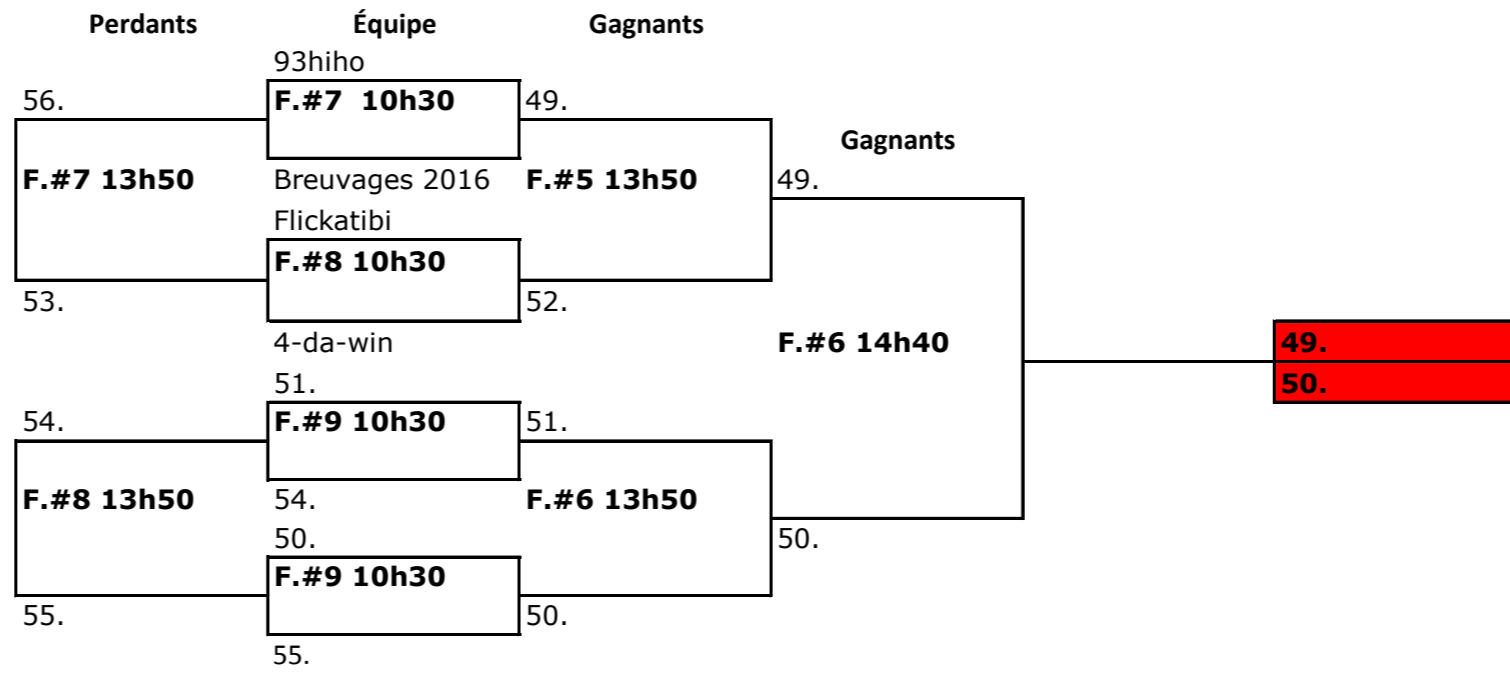 Perdants Équipe Gagnants
93hiho
56. F.#7 10h30 49.
Gagnants
F.#7 13h50 Breuvages 2016 F.#5 13h50 49.
Flickatibi
F.#8 10h30
53. 52.
4-da-win F.#6 14h40 49.
51. 50.
54. F.#9 10h30 51.
F.#8 13h50 54. F.#6 13h50
50. 50.
F.#9 10h30
55. 50.
55.